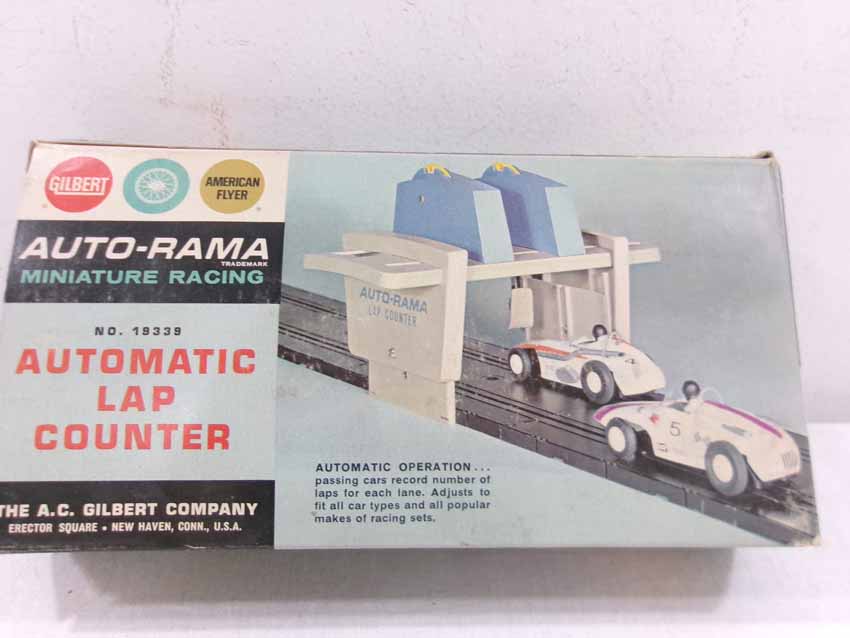 GILBERT
AMERICAN
FLYER
AUTO-RAMA
TRADEMARK
MINIATURE RACING
NO. 19339
AUTOMATIC
LAP
COUNTER
THE A.C. GILBERT COMPANY
ERECTOR SQUARE • NEW HAVEN, CONN., U.S.A.
AUTO-RAMA
LAP COUNTER
5
AUTOMATIC OPERATION...
passing cars record number of
laps for each lane. Adjusts to
fit all car types and all popular
makes of racing sets.